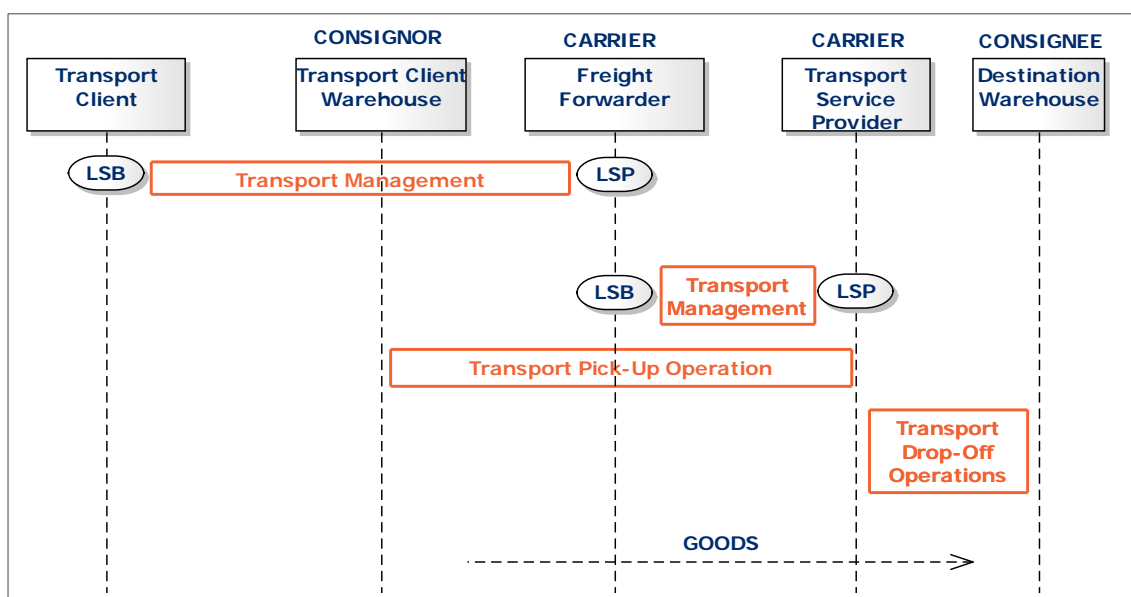 CONSIGNOR
CARRIER
CARRIER
CONSIGNEE
Transport
Client
Transport Client
Warehouse
Freight
Forwarder
Transport
Service
Provider
Destination
Warehouse
LSB
Transport Management
LSP
LSB
Transport
Management
LSP
Transport Pick-Up Operation
Transport
Drop-Off
Operations
GOODS